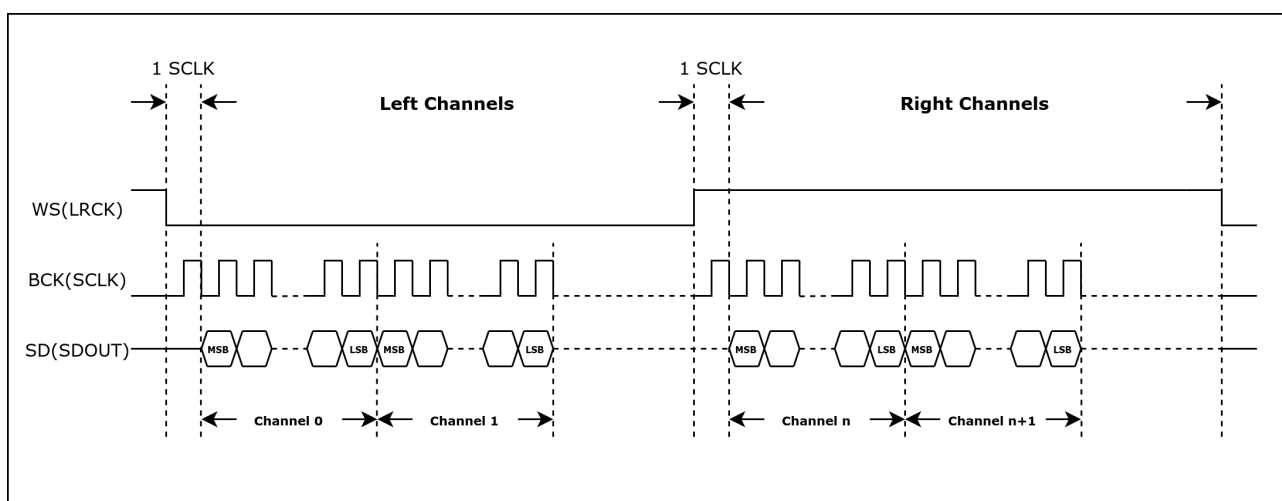 1 SCLK 1 SCLK
Left Channels Right Channels
WS(LRCK)
BCK(SCLK)
SD(SDOUT) MSB LSB MSB LSB MSB LSB MSB LSB
Channel 0 Channel 1 Channel n Channel n+1